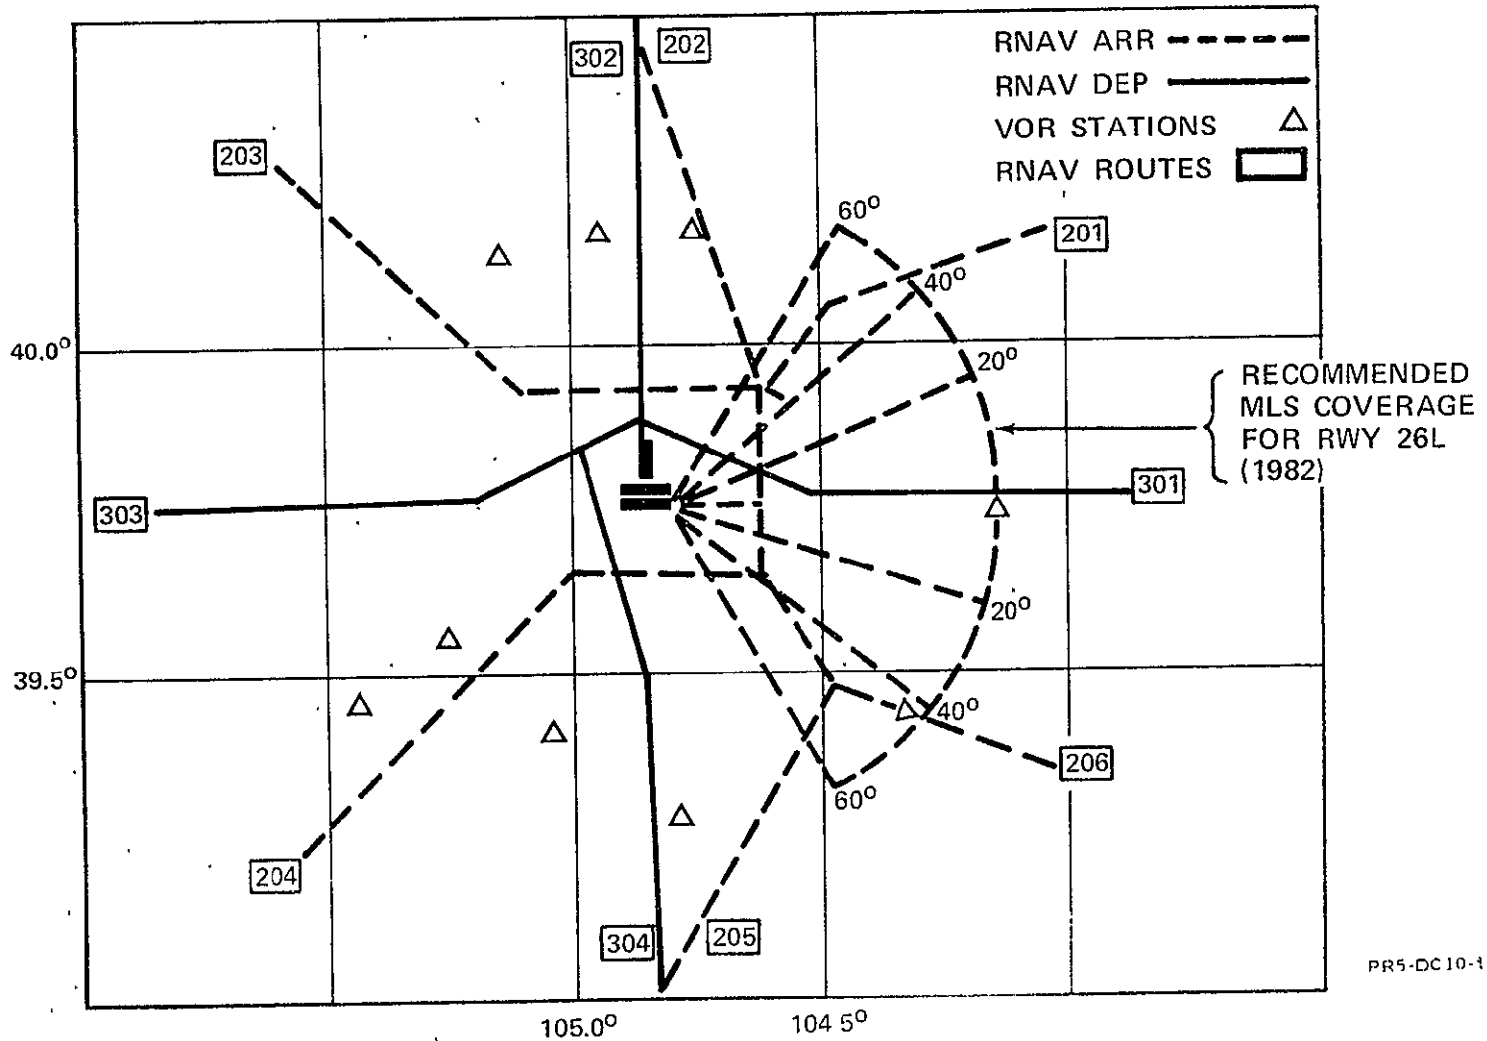 RNAV ARR
RNAV DEP
VOR STATIONS
RNAV ROUTES
302
202
203
60°
201
40°
40.0°
20°
RECOMMENDED
MLS COVERAGE
FOR RWY 26L
(1982)
301
303
20°
39.5°
40°
206
60°
204
304
205
PR5-DC10-1
105.0°
104 5°